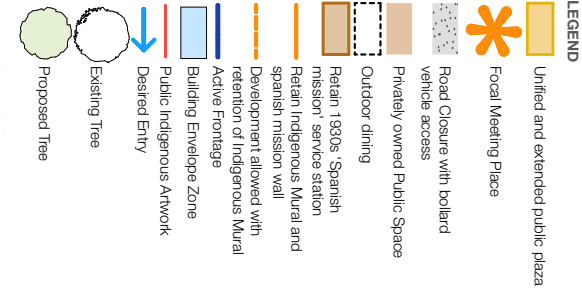 LEGEND
Unified and extended public plaza
Focal Meeting Place
Road Closure with bollard
vehicle access
Privately owned Public Space
Outdoor dining
Retain 1930s 'Spanish
mission' service station
Retain Indigenous Mural and
spanish mission wall
Development allowed with
retention of Indigenous Mural
Active Frontage
Building Envelope Zone
Public Indigenous Artwork
Desired Entry
Existing Tree
Proposed Tree